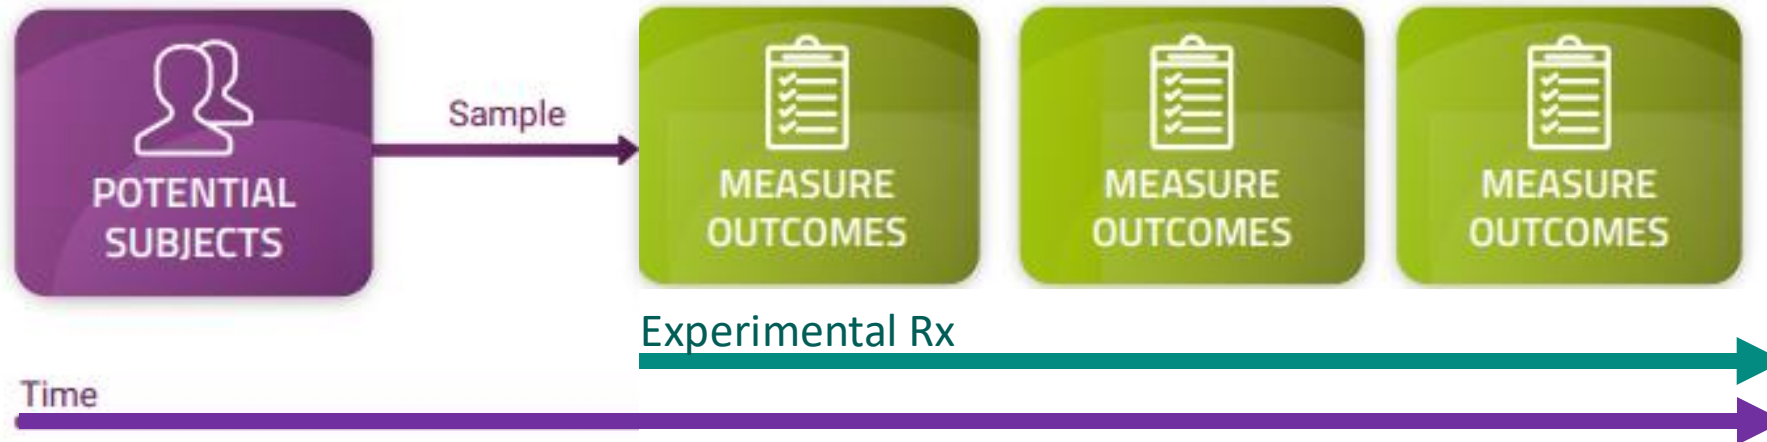 POTENTIAL
SUBJECTS
Sample
MEASURE
OUTCOMES
MEASURE
OUTCOMES
MEASURE
OUTCOMES
Experimental Rx
Time